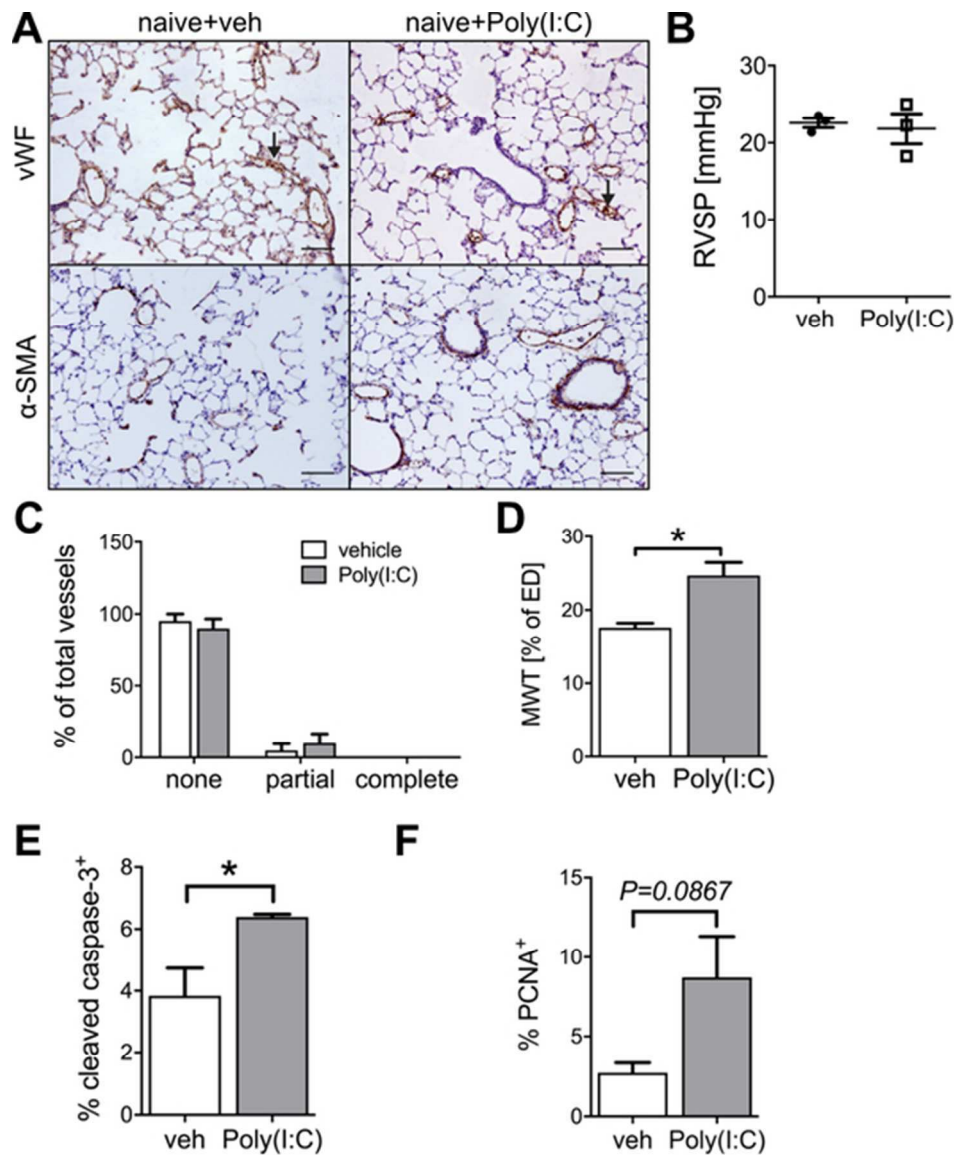 A
naive+veh
naive+Poly(I:C)
vWF
α-SMA
B
RVSP [mmHg]
30
20
10
0
veh
Poly(I:C)
C
% of total vessels
150
100
50
0
vehicle
Poly(I:C)
none
partial
complete
D
MWT [% of ED]
30
20
10
0
*
veh
Poly(I:C)
E
% cleaved caspase-3⁺
8
6
4
2
0
*
veh
Poly(I:C)
F
% PCNA⁺
15
10
5
0
P=0.0867
veh
Poly(I:C)